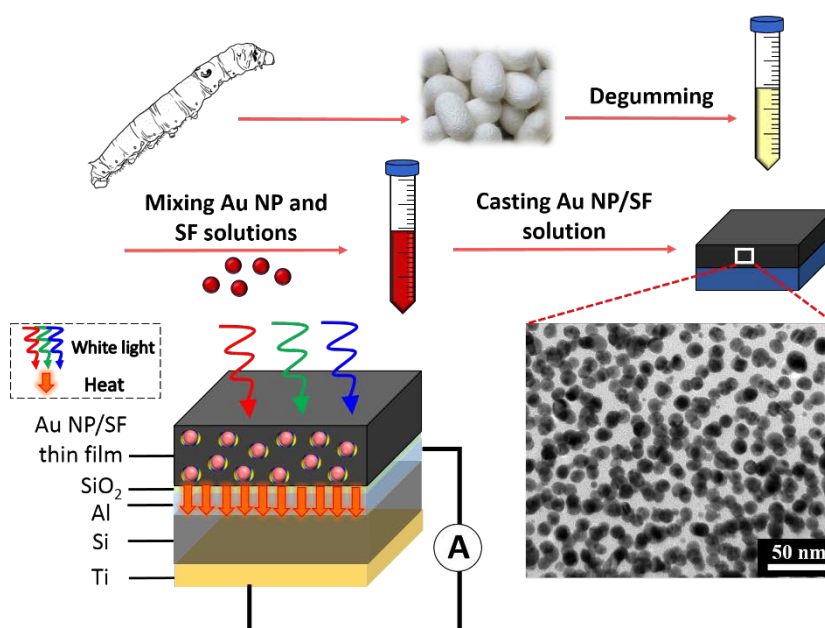 Degumming
Mixing Au NP and
SF solutions
Casting Au NP/SF
solution
White light
Heat
Au NP/SF
thin film
SiO₂
Al
Si
Ti
A
50 nm